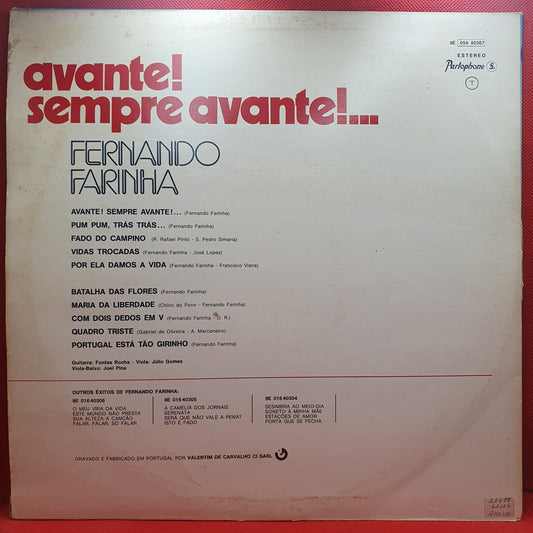 8E 054 40367
ESTEREO
Parlophone
T
avante!
sempre avante!...
FERNANDO
FARINHA
AVANTE! SEMPRE AVANTE!... (Fernando Farinha)
PUM PUM, TRÁS TRÁS... (Fernando Farinha)
FADO DO CAMPINO (R. Rafael Pinto - S. Pedro Simaria)
VIDAS TROCADAS (Fernando Farinha - José Lopes)
POR ELA DAMOS A VIDA (Fernando Farinha - Francisco Viana)
BATALHA DAS FLORES (Fernando Farinha)
MARIA DA LIBERDADE (Chico do Povo - Fernando Farinha)
COM DOIS DEDOS EM V (Fernando Farinha - D. R.)
QUADRO TRISTE (Gabriel de Oliveira - A. Marceneiro)
PORTUGAL ESTÁ TÃO GIRINHO (Fernando Farinha)
Guitarra: Fontes Rocha - Viola: Júlio Gomes
Viola-Baixo: Joel Pina
OUTROS ÊXITOS DE FERNANDO FARINHA:
8E 016 40306
O MEU VIRA DA VIDA
ESTE MUNDO NÃO PRESTA
SUA ALTEZA A CANÇÃO
FALAR, FALAR, SÓ FALAR
8E 016 40305
A CAMÉLIA DOS JORNAIS
SERENATA
SERÁ QUE NÃO VALE A PENA?
ISTO É FADO
8E 016 40304
SESIMBRA AO MEIO-DIA
SONETO À MINHA MÃE
ESTAÇÕES DE AMOR
PORTA QUE SE FECHA
GRAVADO E FABRICADO EM PORTUGAL POR VALENTIM DE CARVALHO CI SARL